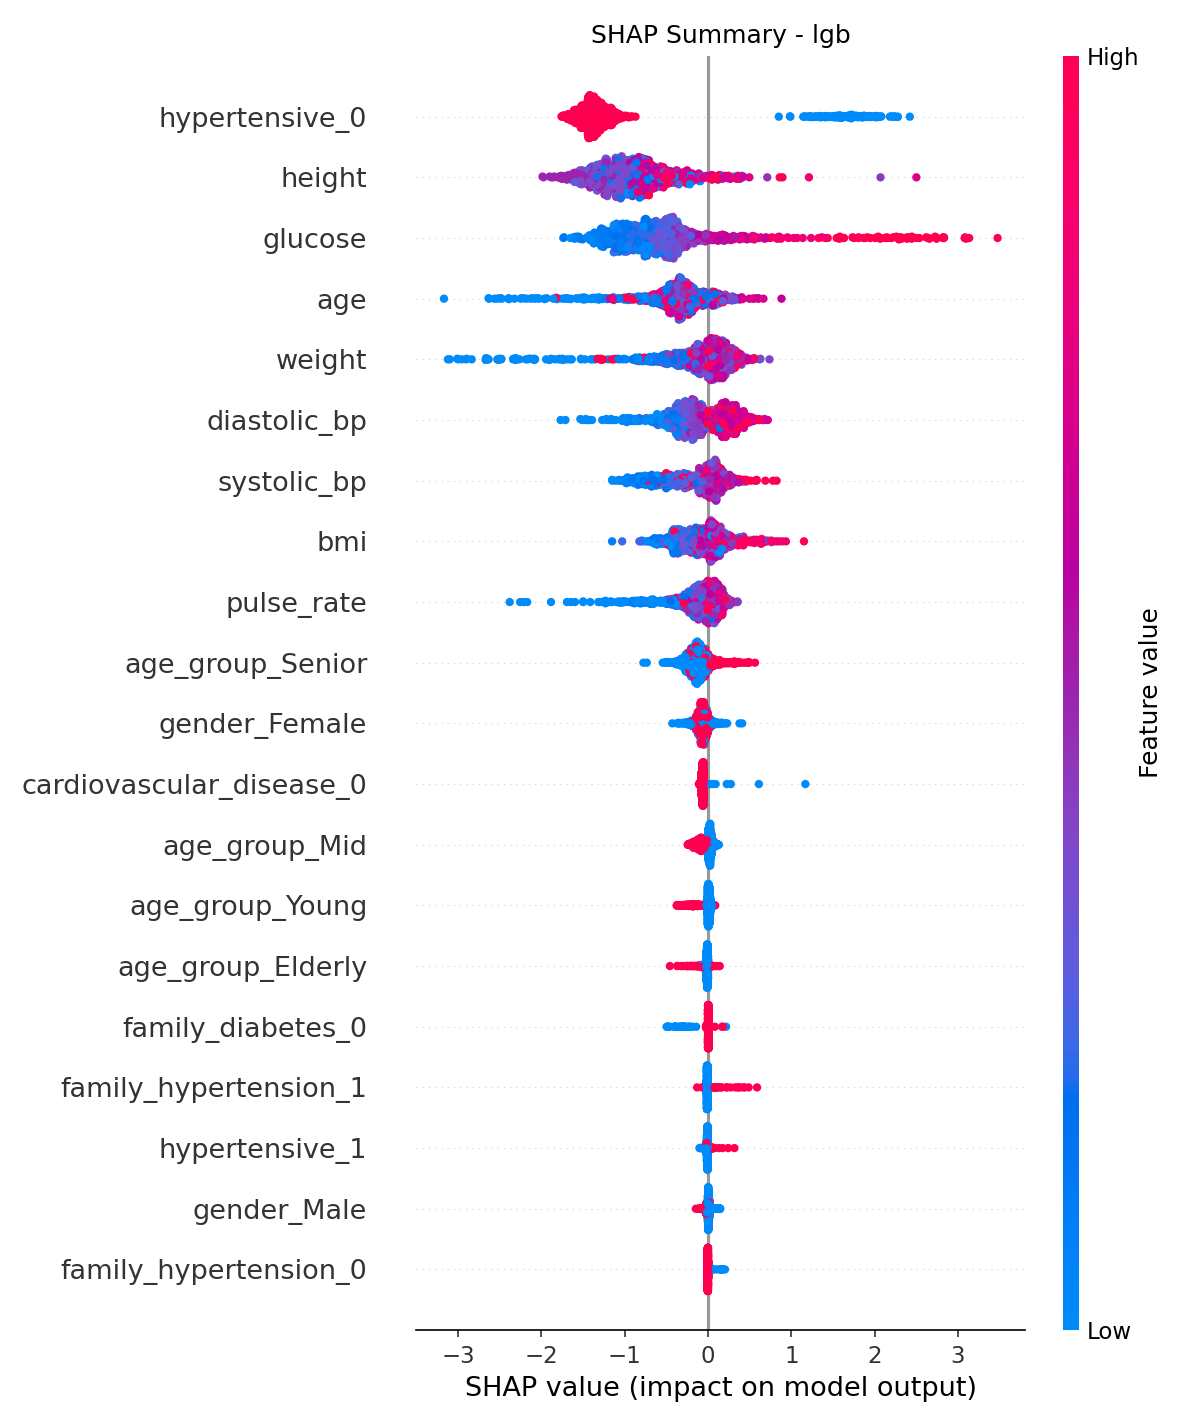 SHAP Summary - lgb
High
hypertensive_0
height
glucose
age
weight
diastolic_bp
systolic_bp
bmi
pulse_rate
age_group_Senior
gender_Female
cardiovascular_disease_0
age_group_Mid
age_group_Young
age_group_Elderly
family_diabetes_0
family_hypertension_1
hypertensive_1
gender_Male
family_hypertension_0
Feature value
Low
−3 −2 −1 0 1 2 3
SHAP value (impact on model output)